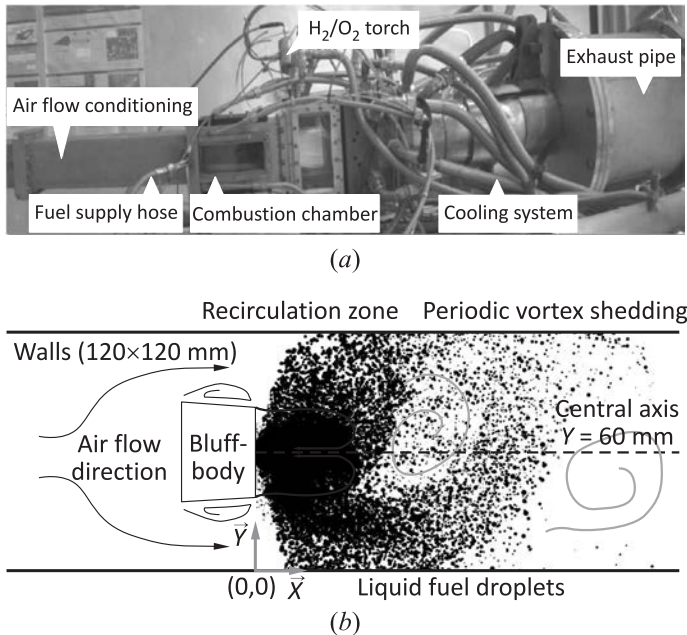 H2/O2 torch
Exhaust pipe
Air flow conditioning
Fuel supply hose
Combustion chamber
Cooling system
(a)
Recirculation zone
Periodic vortex shedding
Walls (120×120 mm)
Central axis
Y = 60 mm
Air flow
direction
Bluff-
body
Y
(0,0)
X
Liquid fuel droplets
(b)